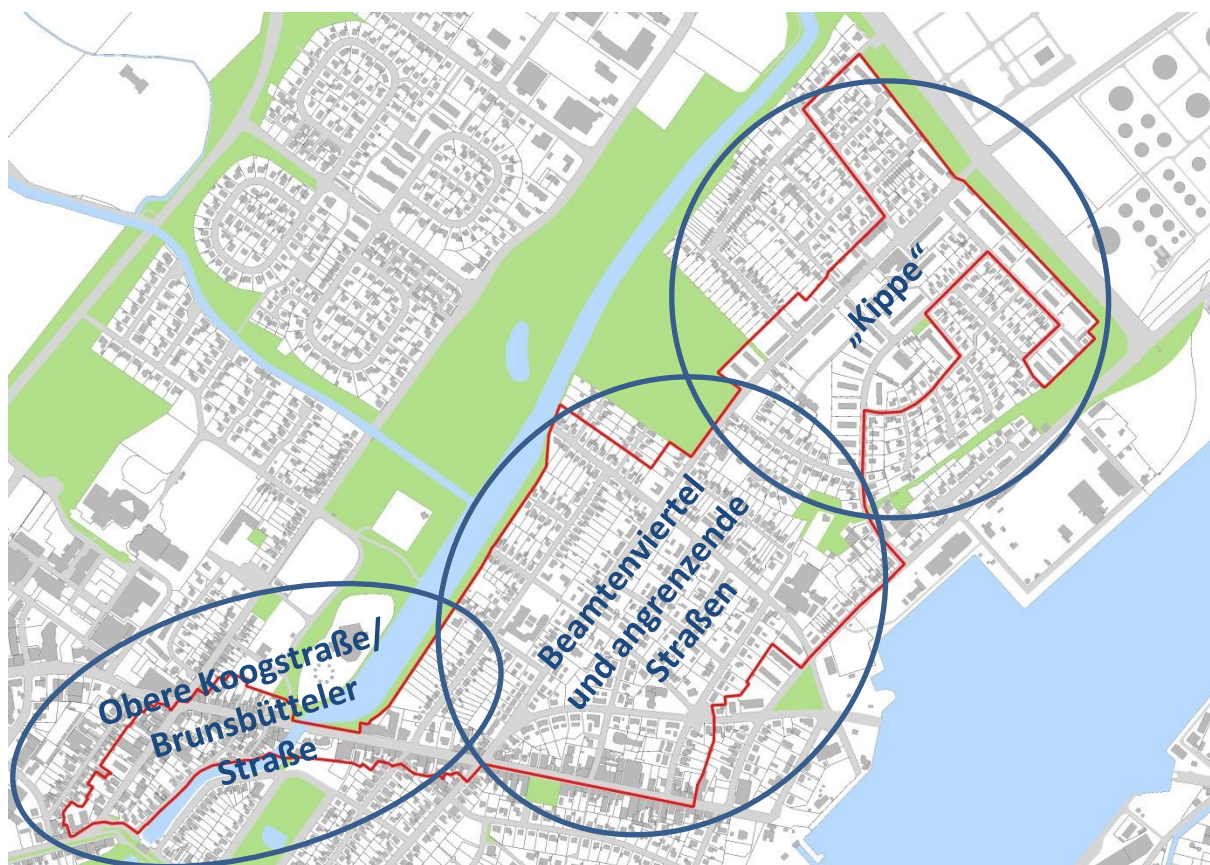 „Kippe“
Beamtenviertel
und angrenzende
Straßen
Obere Koogstraße/
Brunsbütteler
Straße